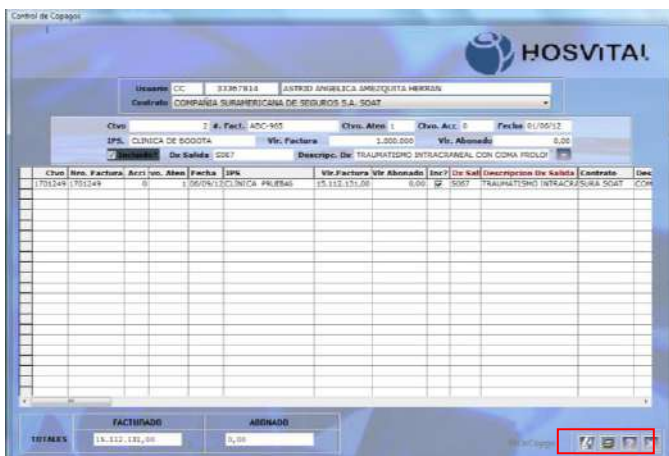 Control de Copagos
HOSVITAL
Usuario CC 33367814 ASTRID ANGELICA AMEZQUITA HERRAN
Contrato COMPAÑIA SURAMERICANA DE SEGUROS S.A. SOAT
Ctvo 2 #. Fact. ABC-965 Ctvo. Aten 1 Ctvo. Acc 0 Fecha 01/06/12
IPS. CLINICA DE BOGOTA Vlr. Factura 1.000.000 Vlr. Abonado 0,00
Incluido? Dx Salida S067 Descripc. Dx TRAUMATISMO INTRACRANEAL CON COMA PROLO
Ctvo Nro. Factura Acci vo. Aten Fecha IPS Vlr.Factura Vlr Abonado Inc? Dx Sal Descripcion Dx Salida Contrato Des
1701249 1701249 0 1 06/09/12 CLINICA PRUEBAS 15.112.131,00 0,00 S067 TRAUMATISMO INTRACRA SURA SOAT COM
FACTURADO ABONADO
TOTALES 15.112.131,00 0,00